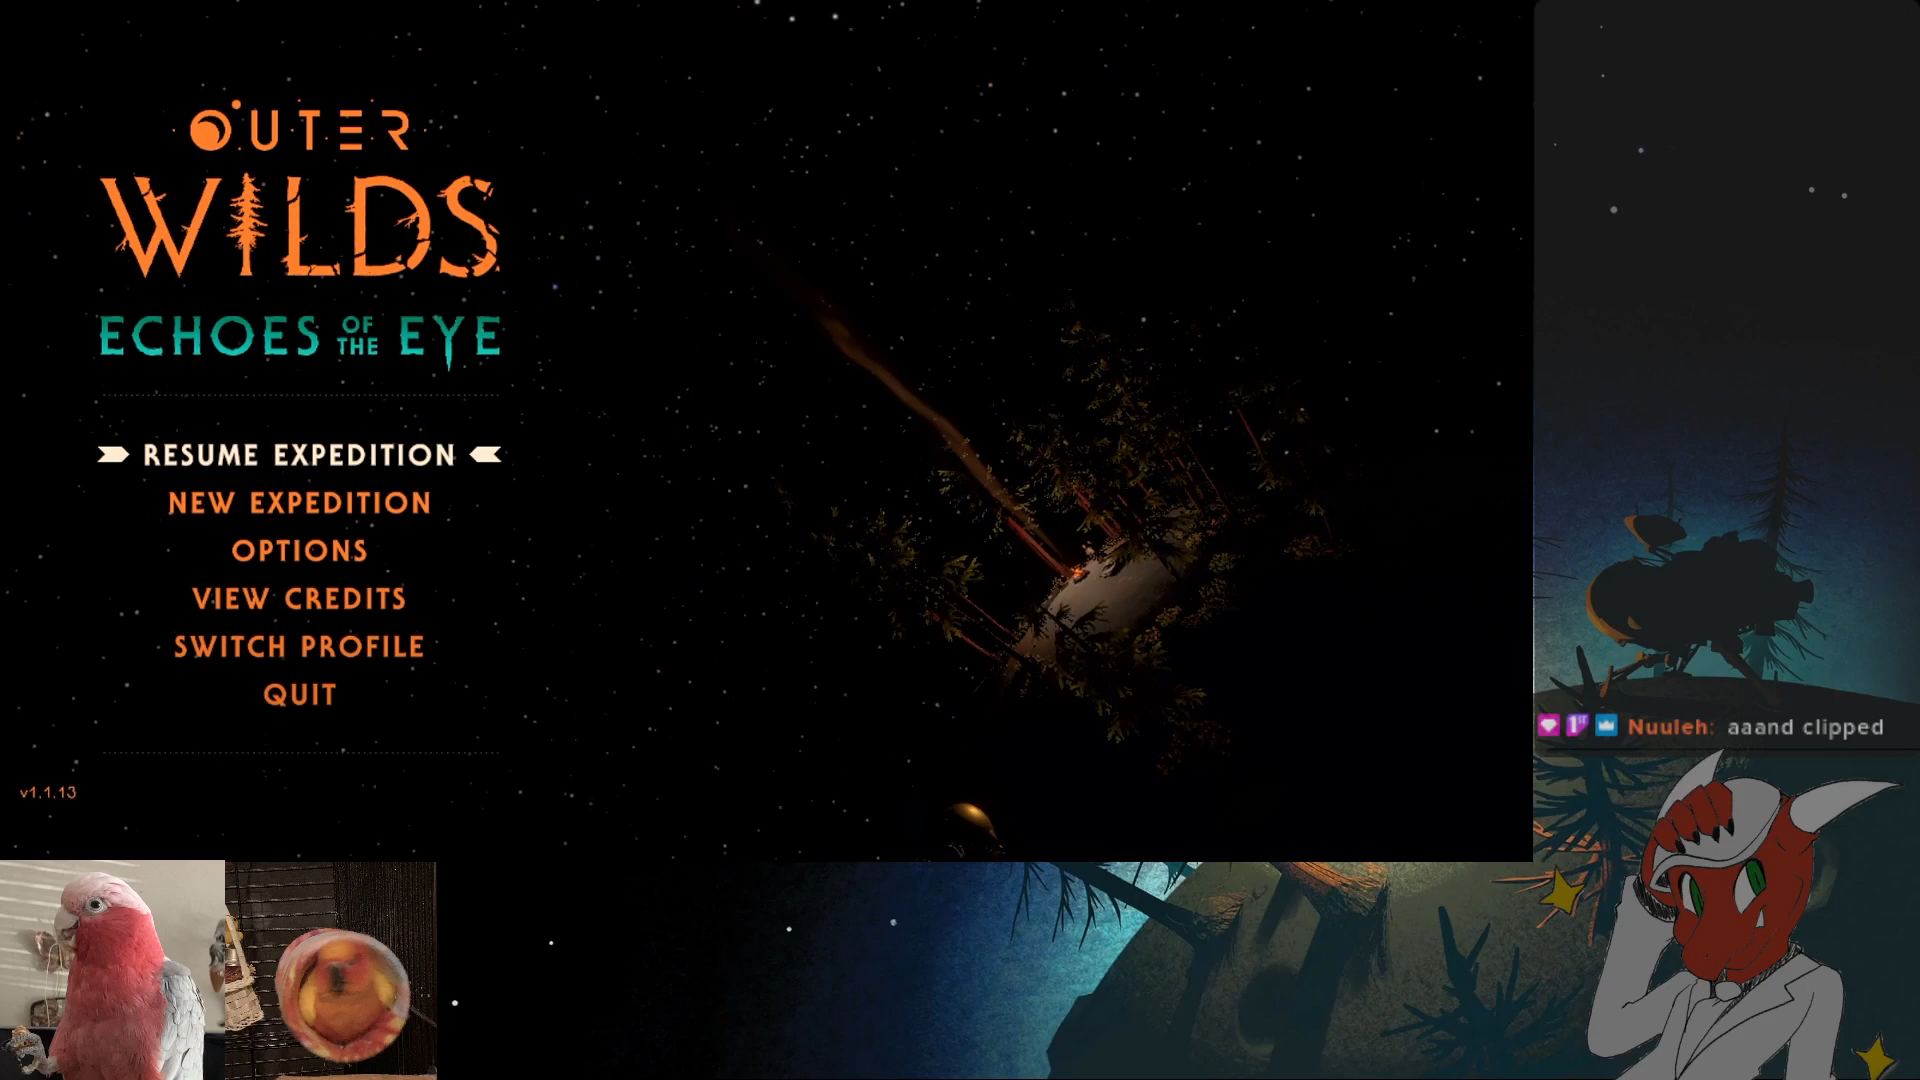 OUTER
WILDS
ECHOES OF THE EYE
RESUME EXPEDITION
NEW EXPEDITION
OPTIONS
VIEW CREDITS
SWITCH PROFILE
QUIT
v1.1.13
1ST Nuuleh: aaand clipped